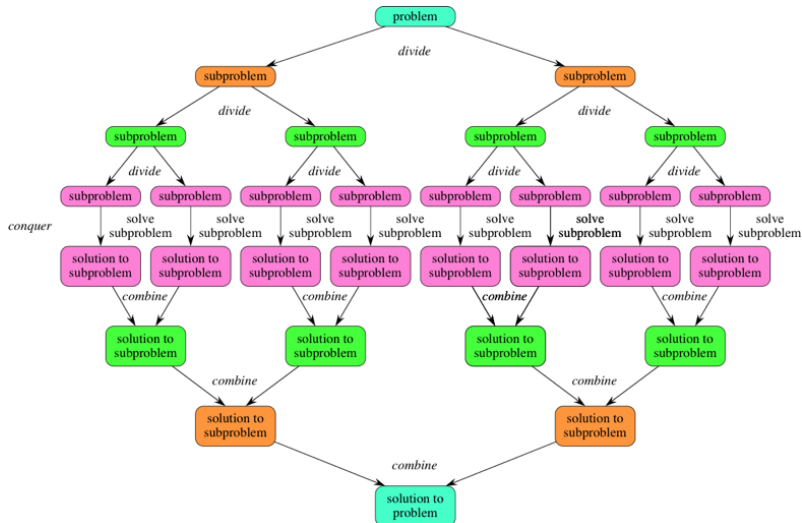 problem
divide
subproblem
subproblem
divide
divide
subproblem
subproblem
subproblem
subproblem
divide
divide
divide
divide
subproblem
subproblem
subproblem
subproblem
subproblem
subproblem
subproblem
subproblem
conquer
solve
subproblem
solve
subproblem
solve
subproblem
solve
subproblem
solve
subproblem
solve
subproblem
solve
subproblem
solve
subproblem
solution to
subproblem
solution to
subproblem
solution to
subproblem
solution to
subproblem
solution to
subproblem
solution to
subproblem
solution to
subproblem
solution to
subproblem
combine
combine
combine
combine
solution to
subproblem
solution to
subproblem
solution to
subproblem
solution to
subproblem
combine
combine
solution to
subproblem
solution to
subproblem
combine
solution to
problem